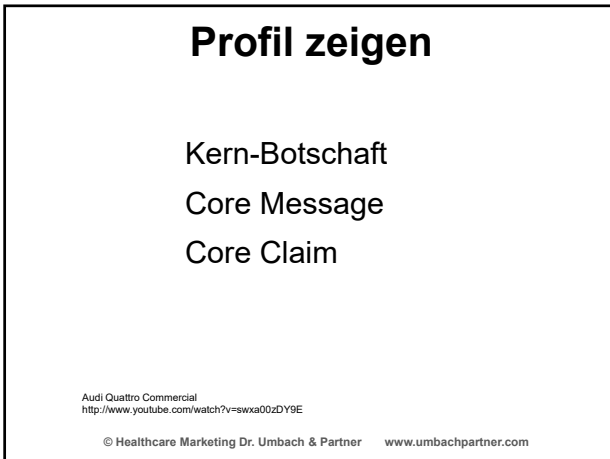 Profil zeigen
Kern-Botschaft
Core Message
Core Claim
Audi Quattro Commercial
http://www.youtube.com/watch?v=swxa00zDY9E
© Healthcare Marketing Dr. Umbach & Partner www.umbachpartner.com